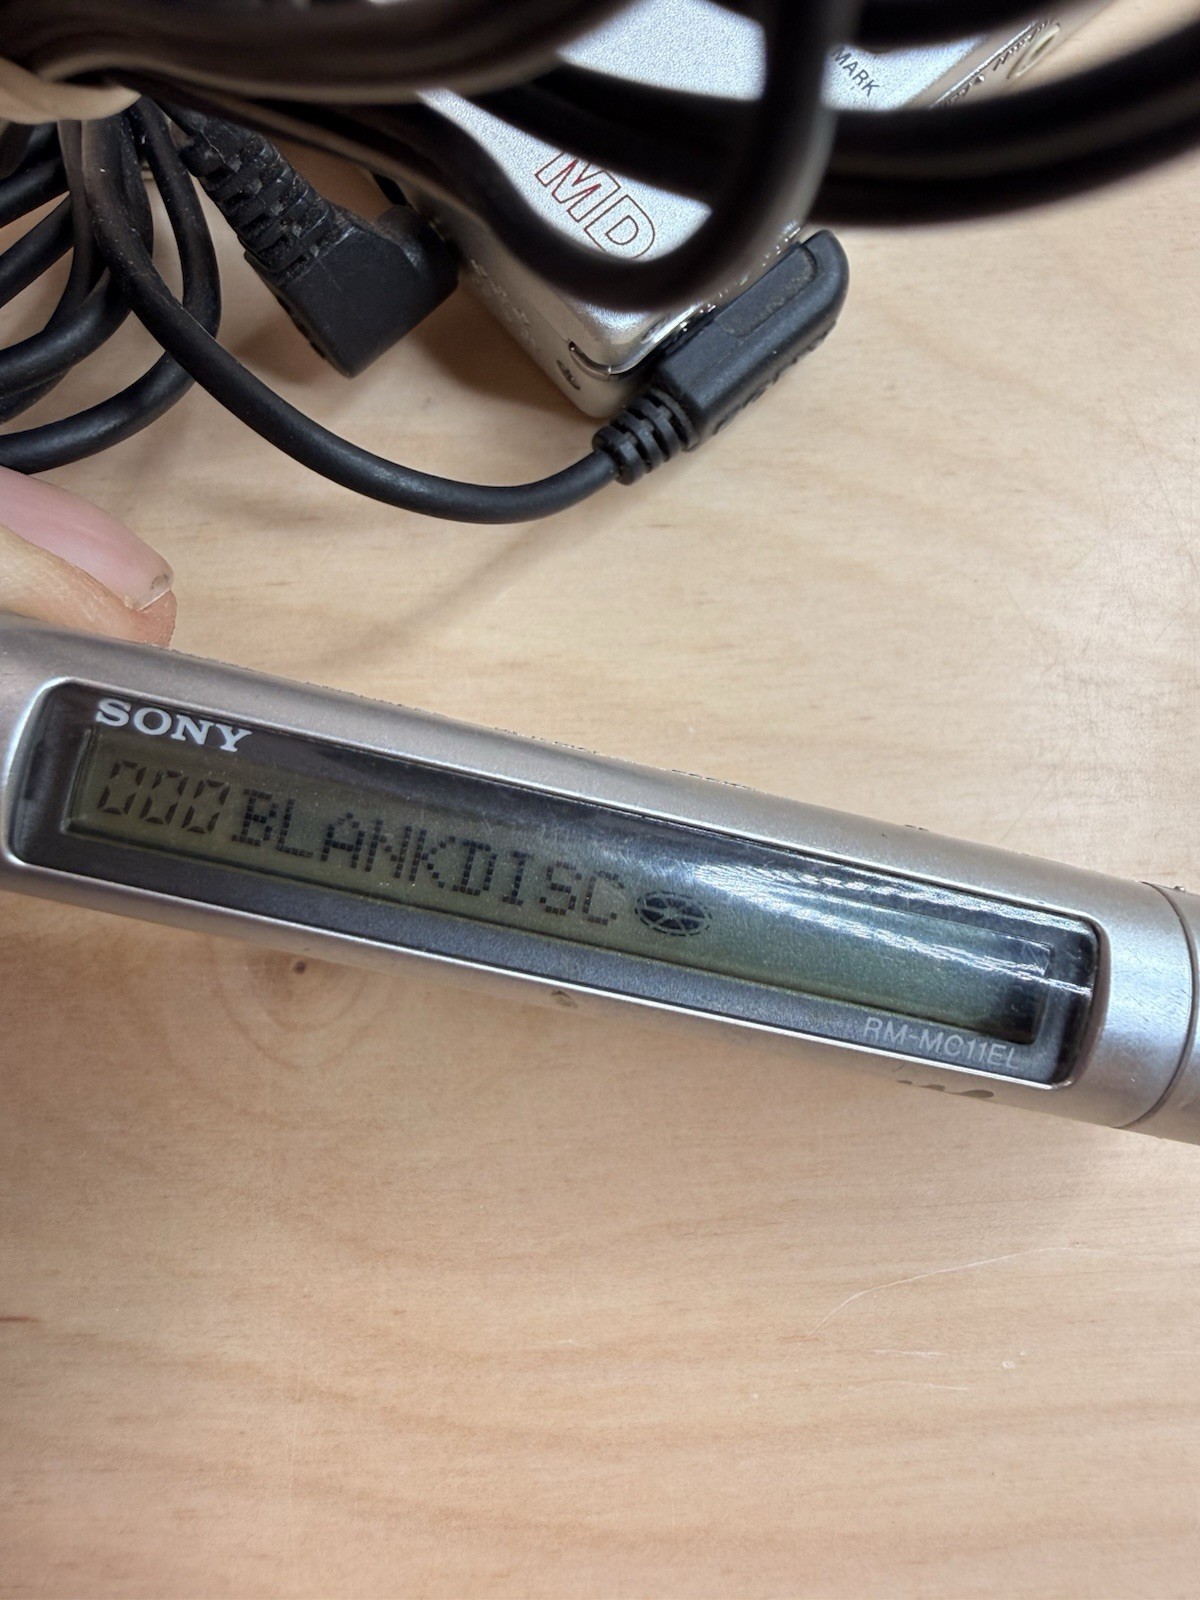 MARK
MD
SONY
000 BLANKDISC
RM-MC11EL